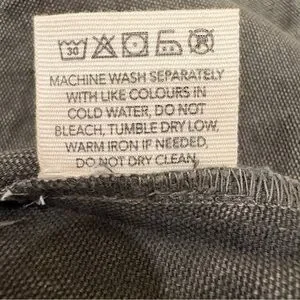 30
MACHINE WASH SEPARATELY
WITH LIKE COLOURS IN
COLD WATER, DO NOT
BLEACH, TUMBLE DRY LOW,
WARM IRON IF NEEDED,
DO NOT DRY CLEAN.